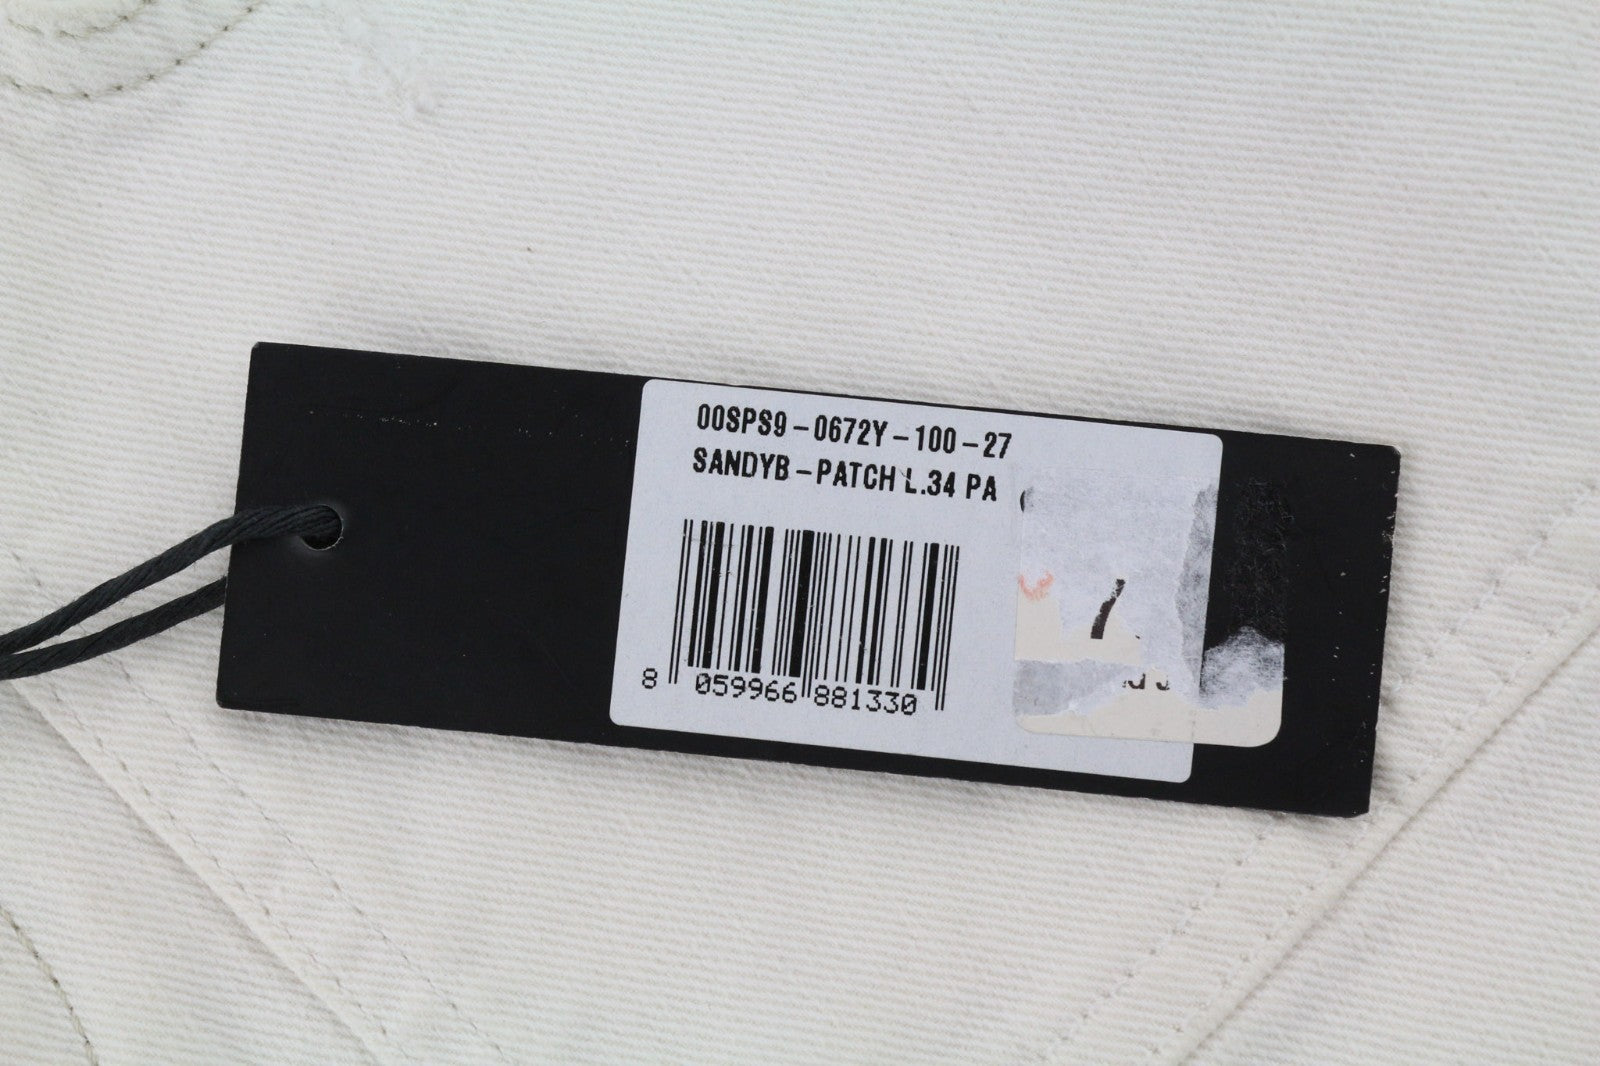 00SPS9-0672Y-100-27
SANDYB-PATCH L.34 PA
8 059966 881330